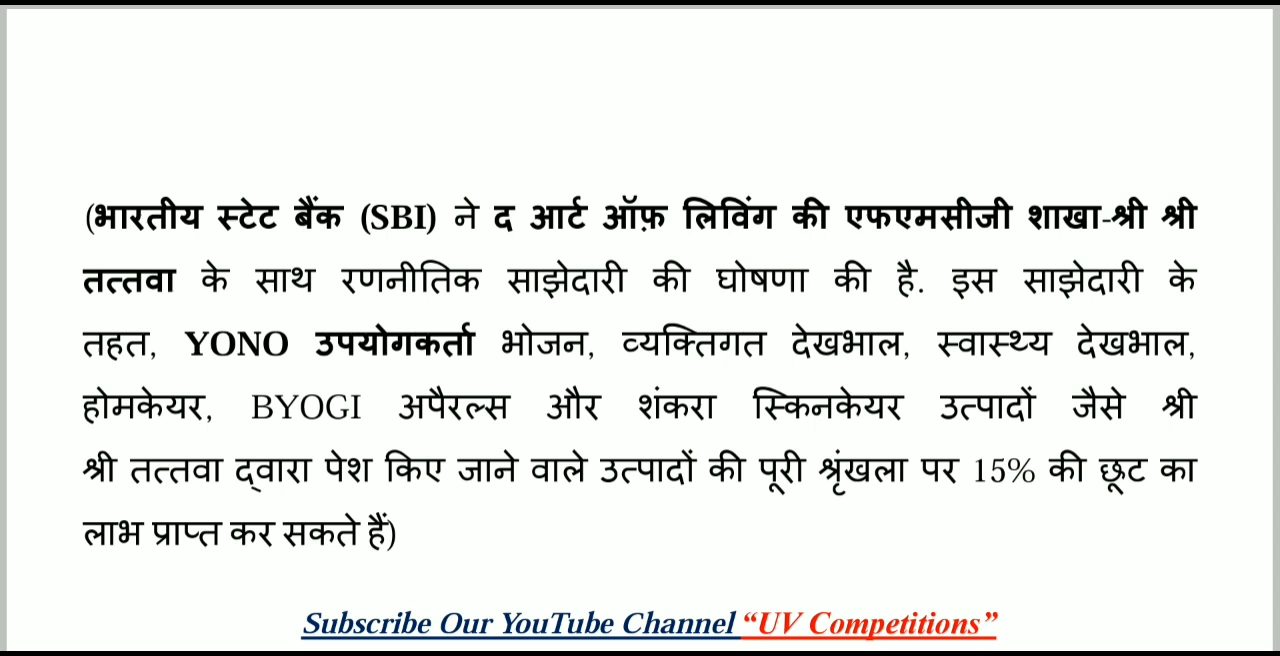 (भारतीय स्टेट बैंक (SBI) ने द आर्ट ऑफ़ लिविंग की एफएमसीजी शाखा-श्री श्री
तत्तवा के साथ रणनीतिक साझेदारी की घोषणा की है. इस साझेदारी के
तहत, YONO उपयोगकर्ता भोजन, व्यक्तिगत देखभाल, स्वास्थ्य देखभाल,
होमकेयर, BYOGI अपैरल्स और शंकरा स्किनकेयर उत्पादों जैसे श्री
श्री तत्तवा द्वारा पेश किए जाने वाले उत्पादों की पूरी श्रृंखला पर 15% की छूट का
लाभ प्राप्त कर सकते हैं)
Subscribe Our YouTube Channel “UV Competitions”